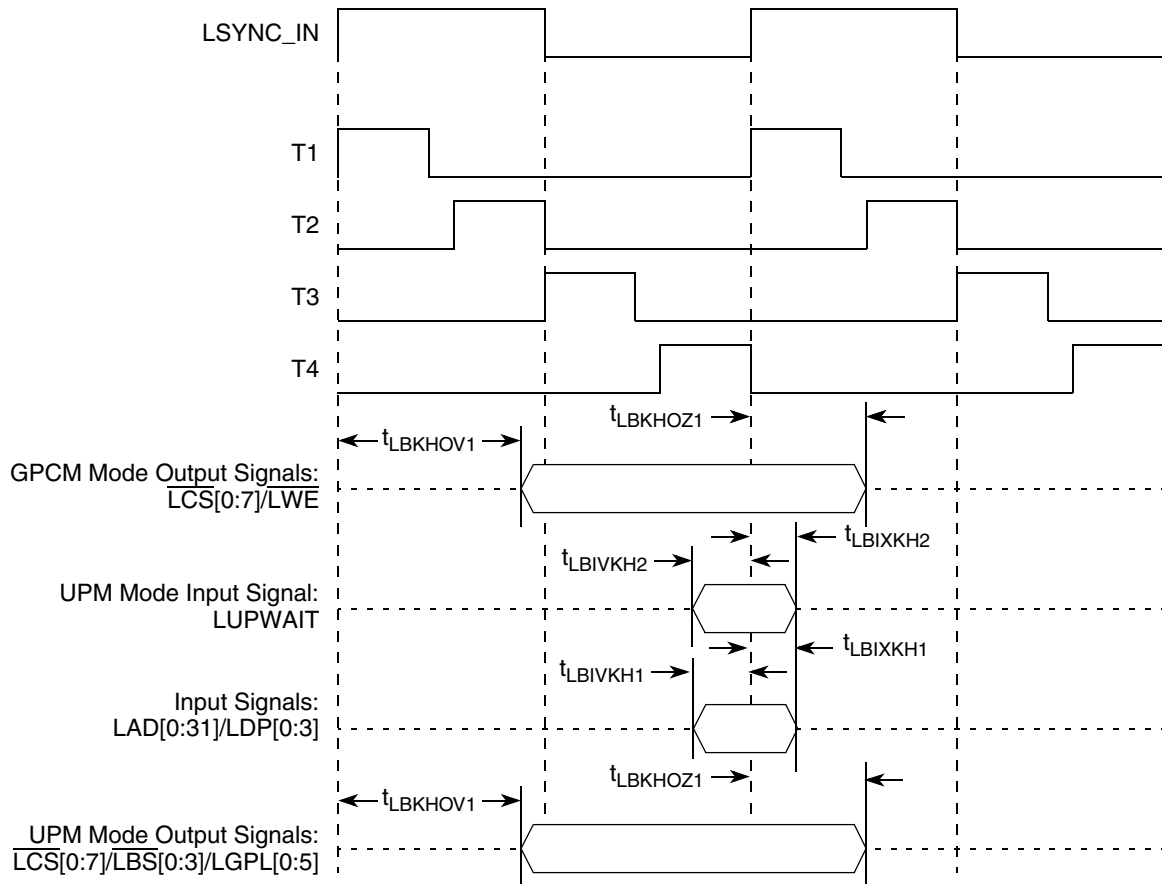 LSYNC_IN
T1
T2
T3
T4
tLBKHOZ1
tLBKHOV1
GPCM Mode Output Signals:
LCS[0:7]/LWE
tLBIXKH2
tLBIVKH2
UPM Mode Input Signal:
LUPWAIT
tLBIXKH1
tLBIVKH1
Input Signals:
LAD[0:31]/LDP[0:3]
tLBKHOZ1
tLBKHOV1
UPM Mode Output Signals:
LCS[0:7]/LBS[0:3]/LGPL[0:5]